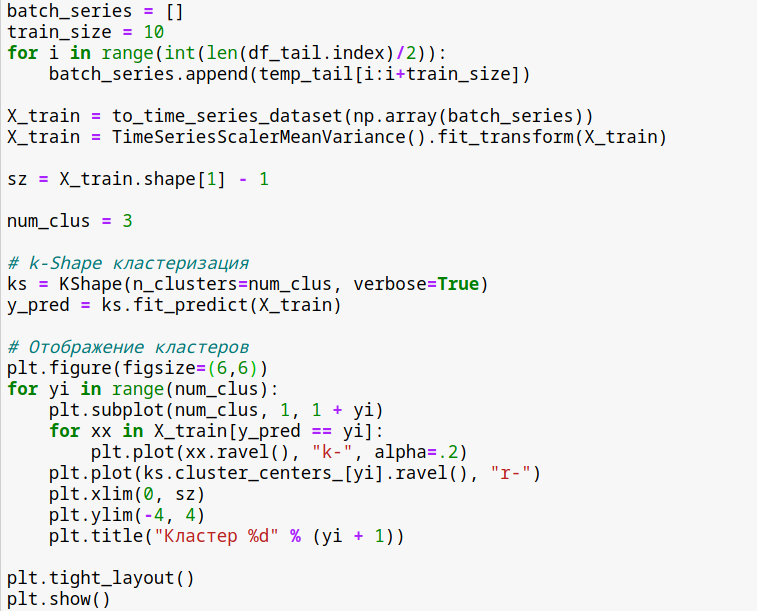 batch_series = []
train_size = 10
for i in range(int(len(df_tail.index)/2)):
    batch_series.append(temp_tail[i:i+train_size])

X_train = to_time_series_dataset(np.array(batch_series))
X_train = TimeSeriesScalerMeanVariance().fit_transform(X_train)

sz = X_train.shape[1] - 1

num_clus = 3

# k-Shape кластеризация
ks = KShape(n_clusters=num_clus, verbose=True)
y_pred = ks.fit_predict(X_train)

# Отображение кластеров
plt.figure(figsize=(6,6))
for yi in range(num_clus):
    plt.subplot(num_clus, 1, 1 + yi)
    for xx in X_train[y_pred == yi]:
        plt.plot(xx.ravel(), "k-", alpha=.2)
    plt.plot(ks.cluster_centers_[yi].ravel(), "r-")
    plt.xlim(0, sz)
    plt.ylim(-4, 4)
    plt.title("Кластер %d" % (yi + 1))

plt.tight_layout()
plt.show()